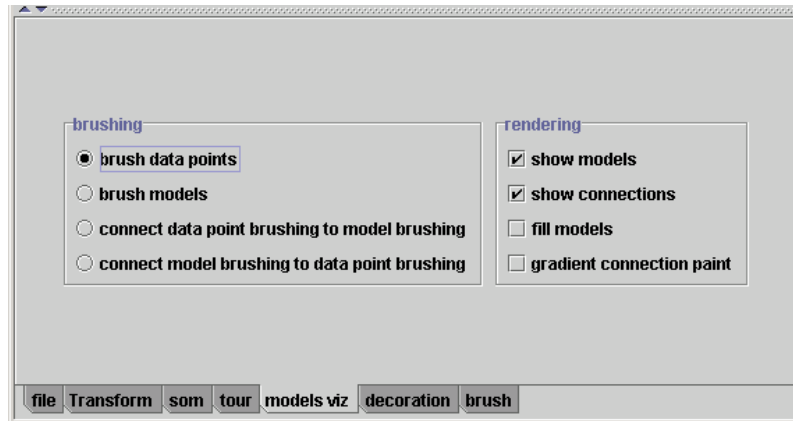 brushing
brush data points
brush models
connect data point brushing to model brushing
connect model brushing to data point brushing
rendering
show models
show connections
fill models
gradient connection paint
file Transform som tour models viz decoration brush